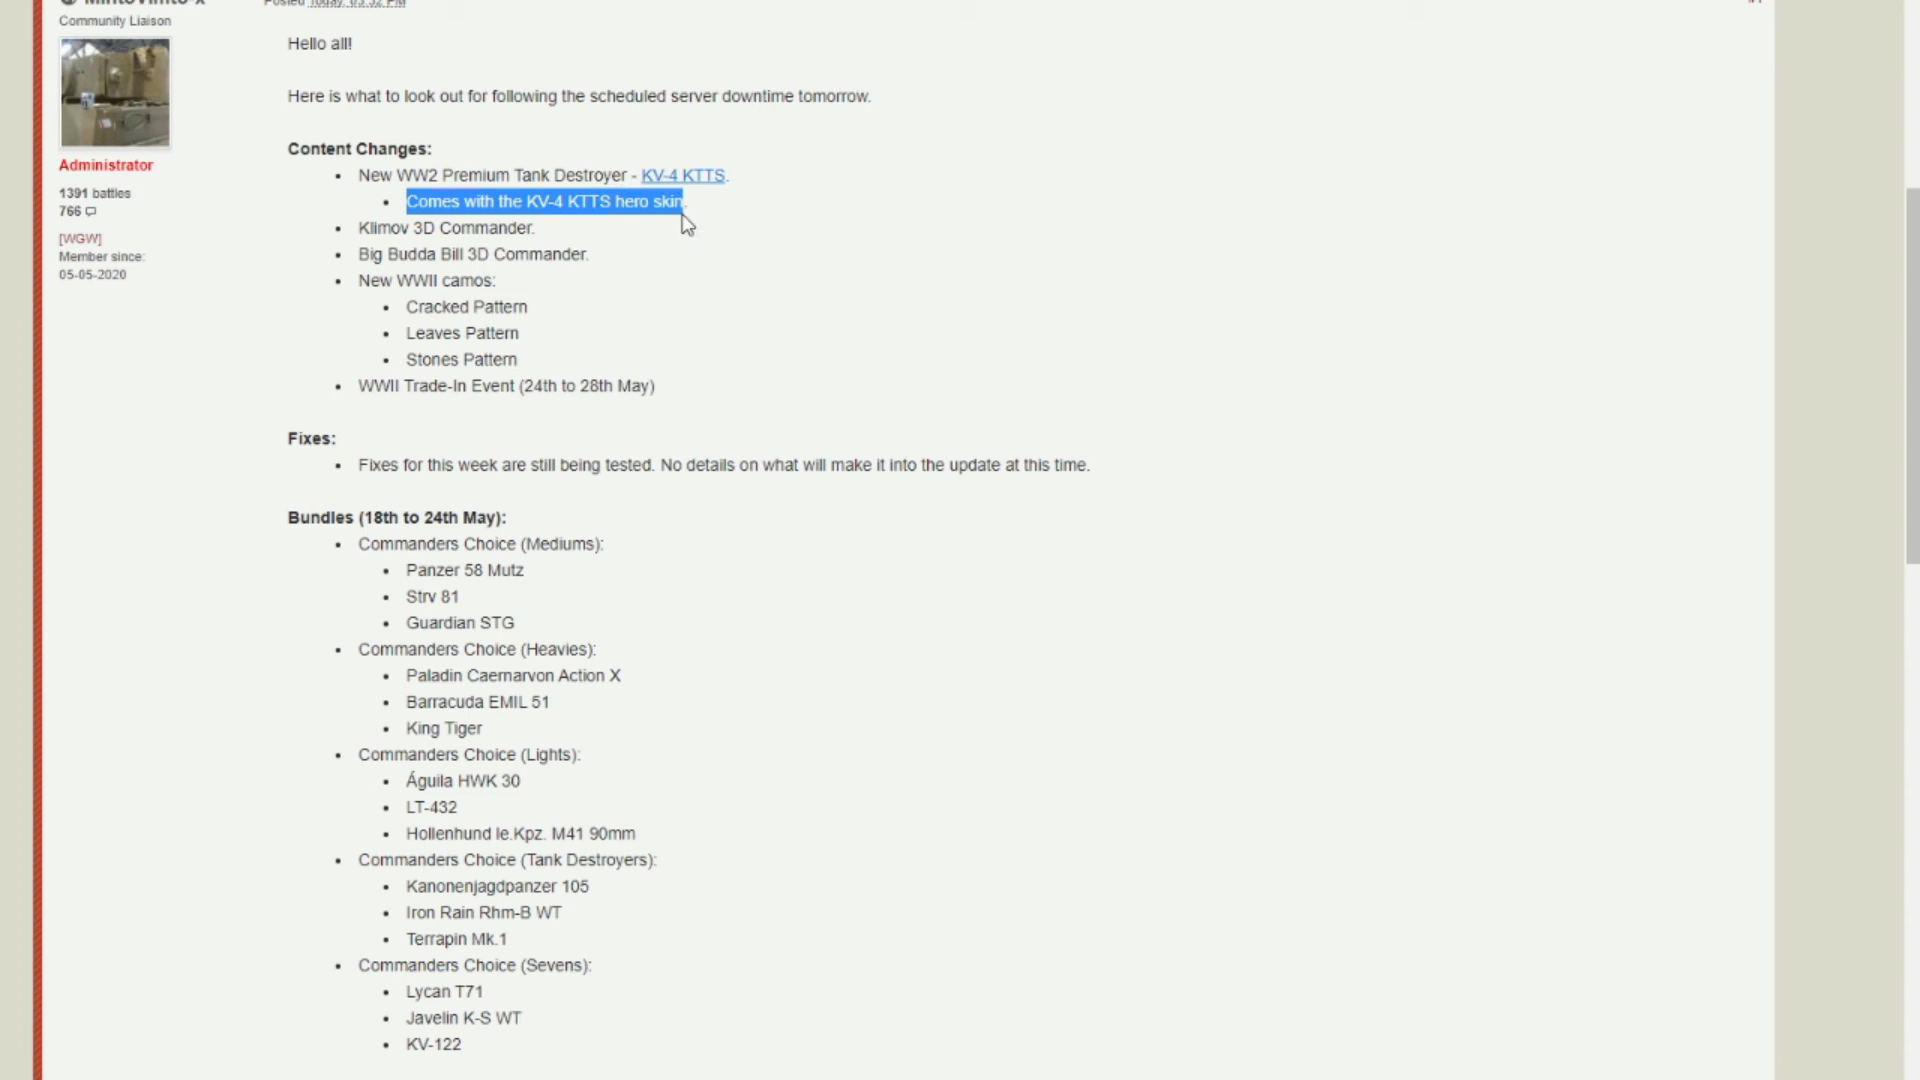 Community Liaison
Hello all!
Here is what to look out for following the scheduled server downtime tomorrow.
Content Changes:
Administrator
New WW2 Premium Tank Destroyer - KV-4 KTTS.
1391 battles
Comes with the KV-4 KTTS hero skin.
766
Klimov 3D Commander.
[WGW]
Big Budda Bill 3D Commander.
Member since:
05-05-2020
New WWII camos:
Cracked Pattern
Leaves Pattern
Stones Pattern
WWII Trade-In Event (24th to 28th May)
Fixes:
Fixes for this week are still being tested. No details on what will make it into the update at this time.
Bundles (18th to 24th May):
Commanders Choice (Mediums):
Panzer 58 Mutz
Strv 81
Guardian STG
Commanders Choice (Heavies):
Paladin Caernarvon Action X
Barracuda EMIL 51
King Tiger
Commanders Choice (Lights):
Águila HWK 30
LT-432
Hollenhund le.Kpz. M41 90mm
Commanders Choice (Tank Destroyers):
Kanonenjagdpanzer 105
Iron Rain Rhm-B WT
Terrapin Mk.1
Commanders Choice (Sevens):
Lycan T71
Javelin K-S WT
KV-122